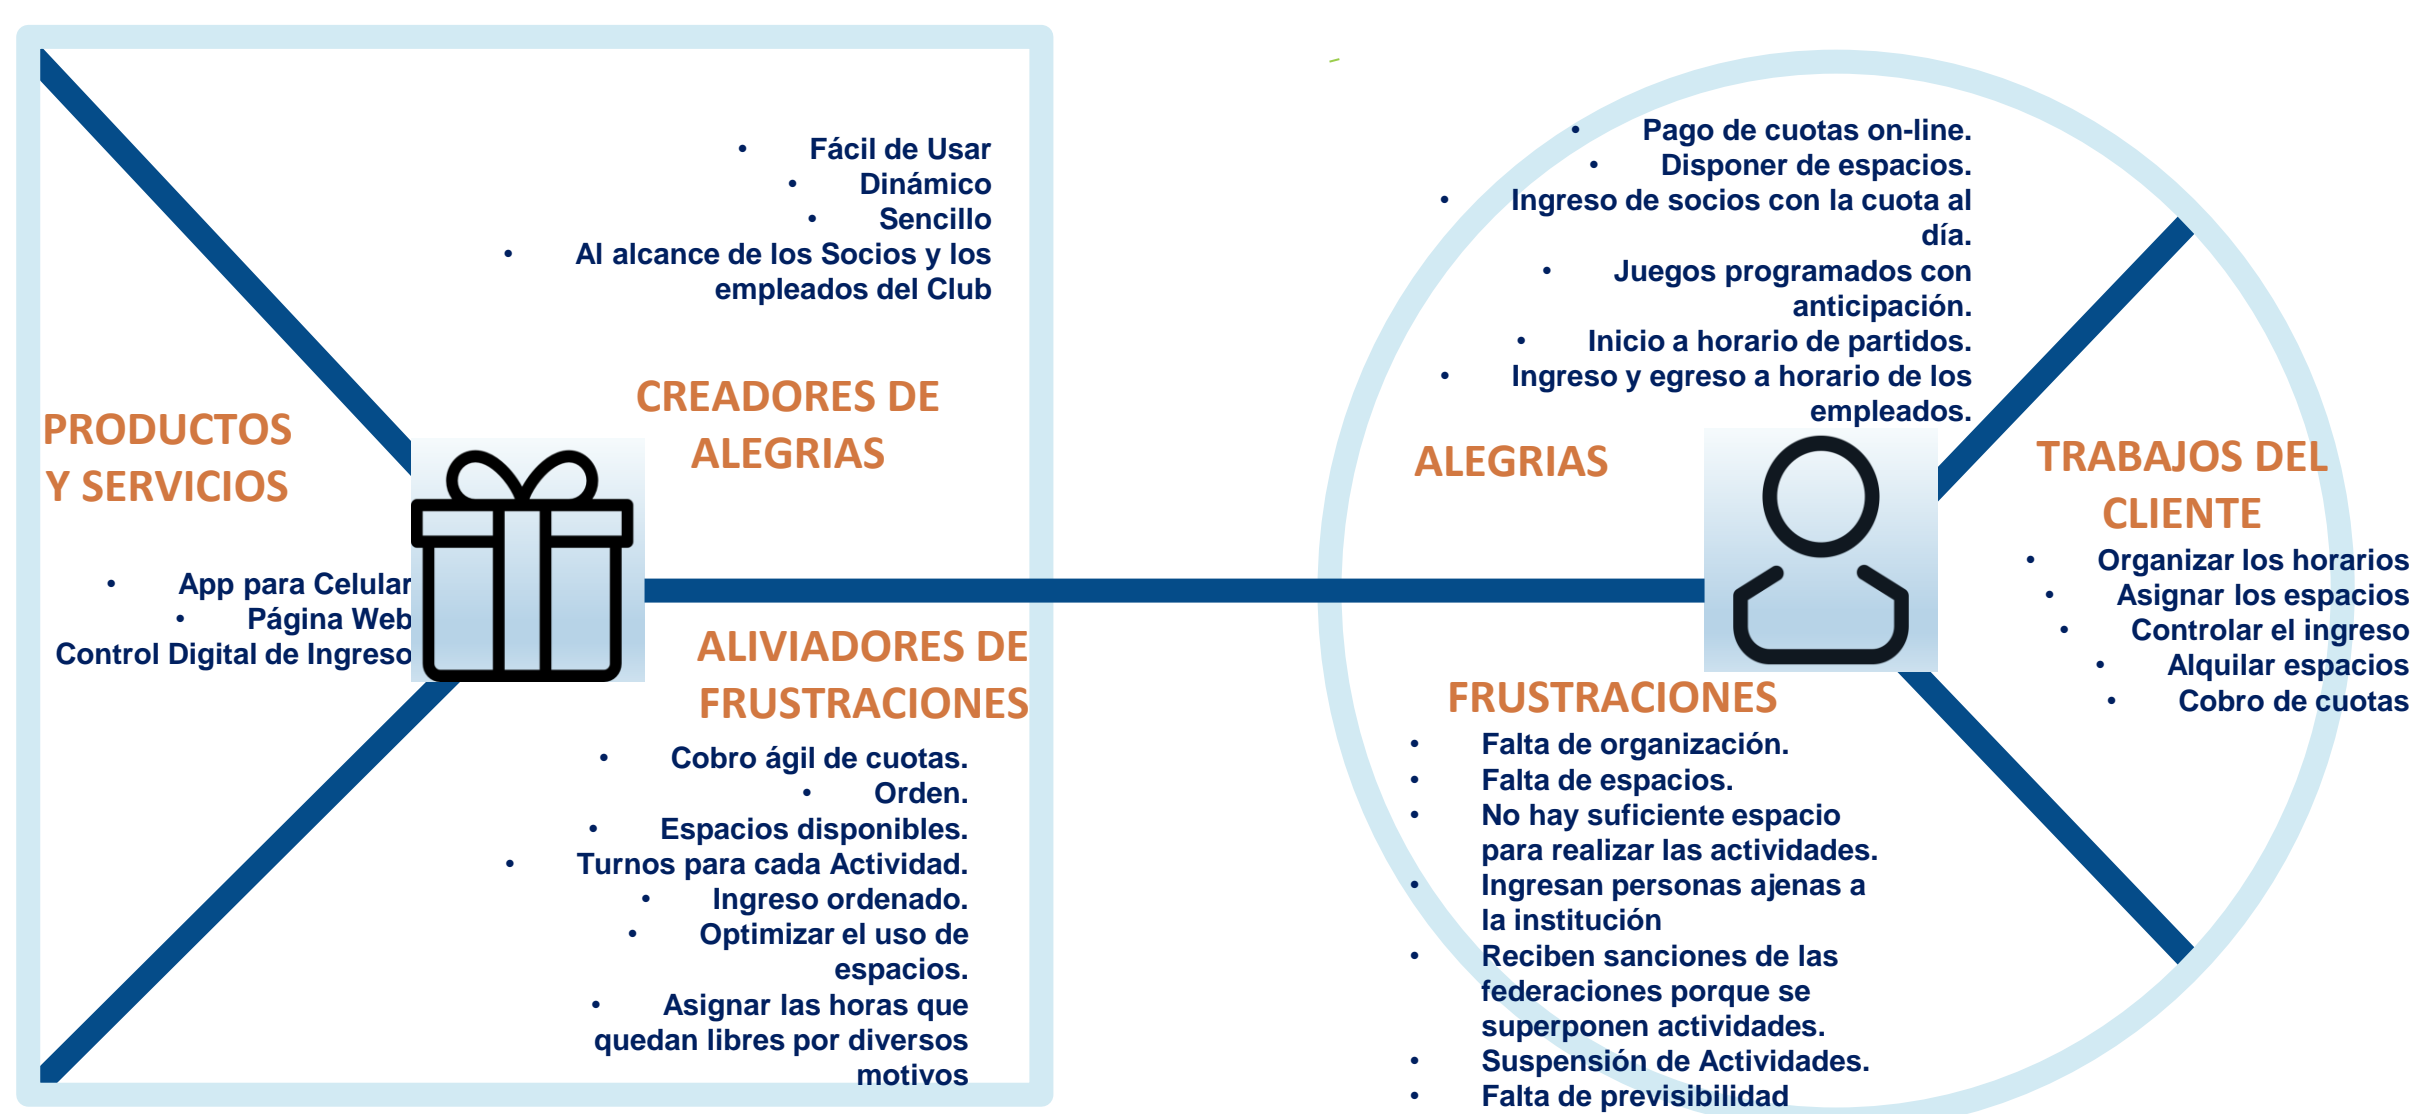 • Fácil de Usar
• Dinámico
• Sencillo
• Al alcance de los Socios y los
empleados del Club
CREADORES DE
ALEGRIAS
PRODUCTOS
Y SERVICIOS
• App para Celular
• Página Web
Control Digital de Ingreso
ALIVIADORES DE
FRUSTRACIONES
• Cobro ágil de cuotas.
• Orden.
• Espacios disponibles.
• Turnos para cada Actividad.
• Ingreso ordenado.
• Optimizar el uso de
espacios.
• Asignar las horas que
quedan libres por diversos
motivos
• Pago de cuotas on-line.
• Disponer de espacios.
• Ingreso de socios con la cuota al
día.
• Juegos programados con
anticipación.
• Inicio a horario de partidos.
• Ingreso y egreso a horario de los
empleados.
ALEGRIAS
TRABAJOS DEL
CLIENTE
• Organizar los horarios
• Asignar los espacios
• Controlar el ingreso
• Alquilar espacios
• Cobro de cuotas
FRUSTRACIONES
• Falta de organización.
• Falta de espacios.
• No hay suficiente espacio
para realizar las actividades.
• Ingresan personas ajenas a
la institución
• Reciben sanciones de las
federaciones porque se
superponen actividades.
• Suspensión de Actividades.
• Falta de previsibilidad